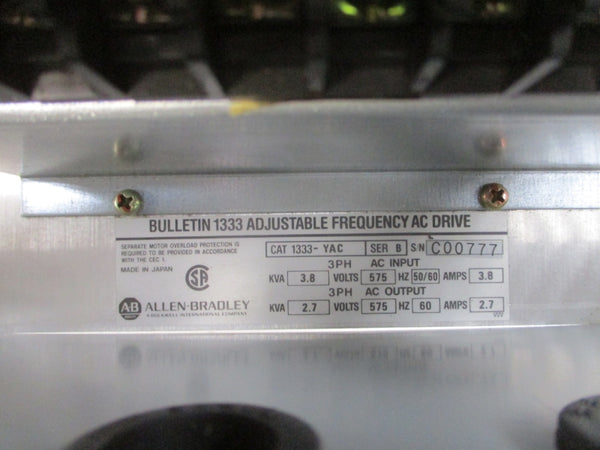 BULLETIN 1333 ADJUSTABLE FREQUENCY AC DRIVE
SEPARATE MOTOR OVERLOAD PROTECTION IS
REQUIRED TO BE PROVIDED IN ACCORDANCE
WITH THE CEC 1.
MADE IN JAPAN
SA
AB ALLEN-BRADLEY
A ROCKWELL INTERNATIONAL COMPANY
CAT 1333- YAC SER B S/N C00777
3PH AC INPUT
KVA 3.8 VOLTS 575 HZ 50/60 AMPS 3.8
3PH AC OUTPUT
KVA 2.7 VOLTS 575 HZ 60 AMPS 2.7